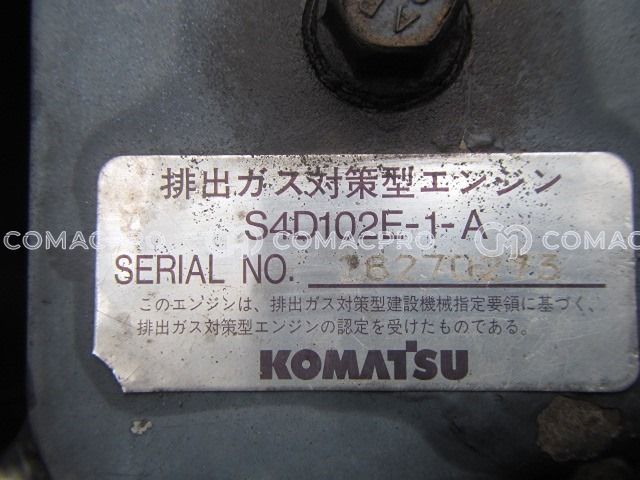 排出ガス対策型エンジン
S4D102E-1-A
SERIAL NO. 26270273
このエンジンは、排出ガス対策型建設機械指定要領に基づく、
排出ガス対策型エンジンの認定を受けたものである。
KOMATSU
COMACPRO COMACPRO COMACPRO